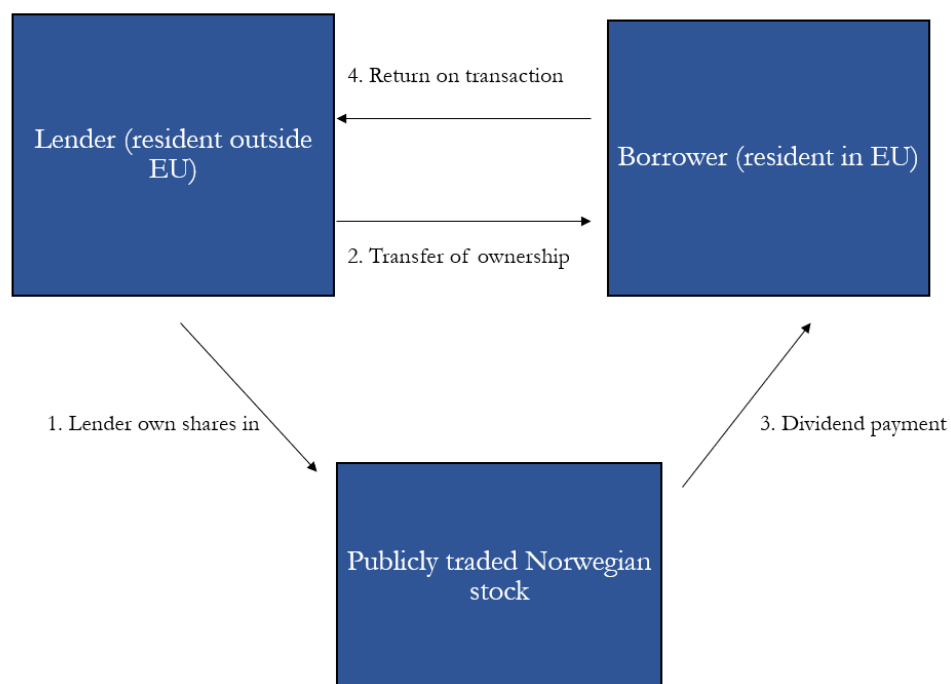 4. Return on transaction
Lender (resident outside
EU)
Borrower (resident in EU)
2. Transfer of ownership
1. Lender own shares in
3. Dividend payment
Publicly traded Norwegian
stock